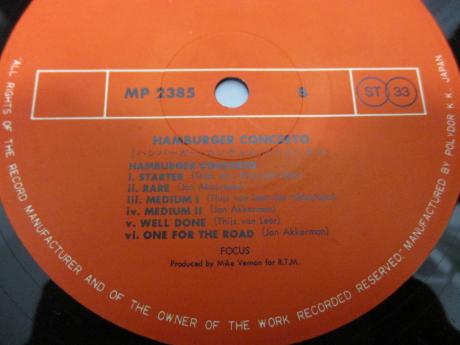 MP 2385 B ST 33
HAMBURGER CONCERTO
HAMBURGER CONCERTO
i. STARTER
ii. RARE (Jan Akkerman)
iii. MEDIUM I (Thijs van Leer
iv. MEDIUM II (Jan Akkerman)
v. WELL DONE (Thijs van Leer)
vi. ONE FOR THE ROAD (Jan Akkerman)
FOCUS
Produced by Mike Vernon for R.T.M.
ALL RIGHTS OF THE RECORD MANUFACTURER AND OF THE OWNER OF THE WORK RECORDED RESERVED· MANUFACTURED BY POLYDOR K.K. JAPAN